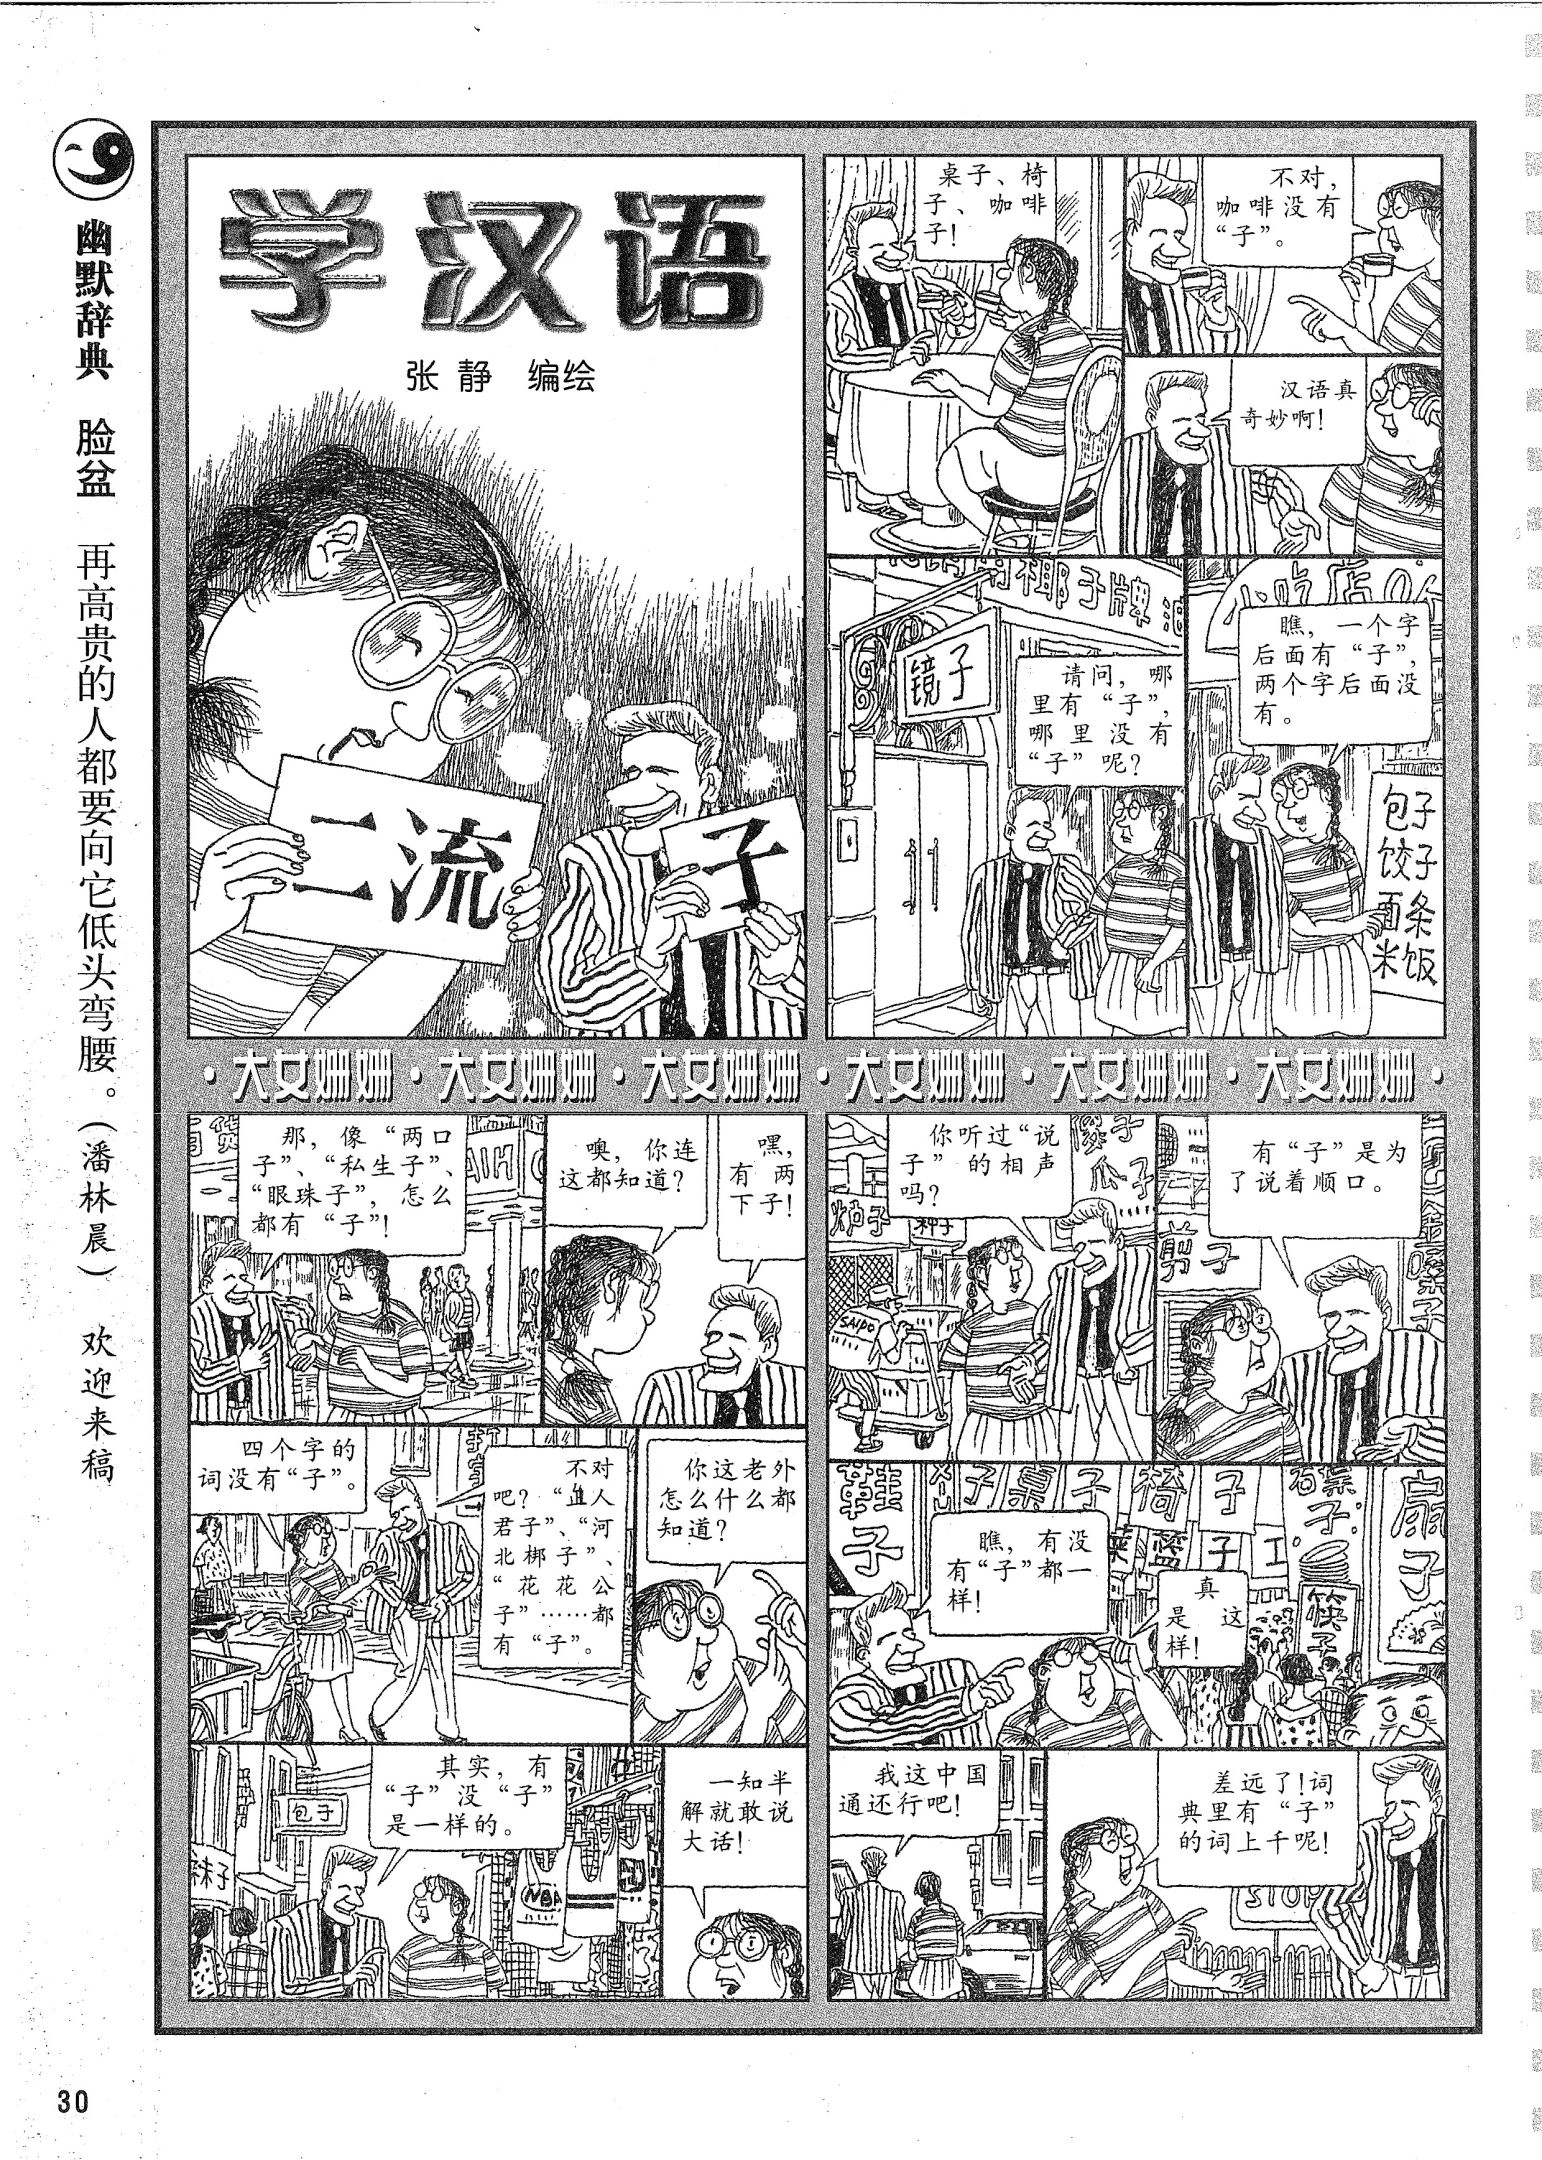 幽默辞典 脸盆 再高贵的人都要向它低头弯腰。(潘林晨) 欢迎来稿
学汉语
张静 编绘
二流
子
桌子、椅
子、咖啡
子!
不对,
咖啡没有
“子”。
汉语真
奇妙啊!
椰子牌
镜子
请问,哪
里有“子”,
哪里没有
“子”呢?
小吃店
瞧,一个字
后面有“子”,
两个字后面没
有。
包子
饺子
面条
米饭
·大女姗姗·大女姗姗·大女姗姗·大女姗姗·大女姗姗·大女姗姗·
那,像“两口
子”、“私生子”、
“眼珠子”,怎么
都有“子”!
噢,你连
这都知道?
嘿,
有两
下子!
四个字的
词没有“子”。
不对
吧?“正人
君子”、“河
北梆子”、
“花花公
子”……都
有“子”。
你这老外
怎么什么都
知道?
其实,有
“子”没“子”
是一样的。
包子
袜子
NBA
一知半
解就敢说
大话!
你听过“说
子”的相声
吗?
瓜子
炉子
种子
SAIDO
有“子”是为
了说着顺口。
剪子
鞋子
桌子
椅子
瞧,有没
有“子”都一
样!
真
是这
样!
筷子
扇子
我这中国
通还行吧!
差远了!词
典里有“子”
的词上千呢!
STOP
30